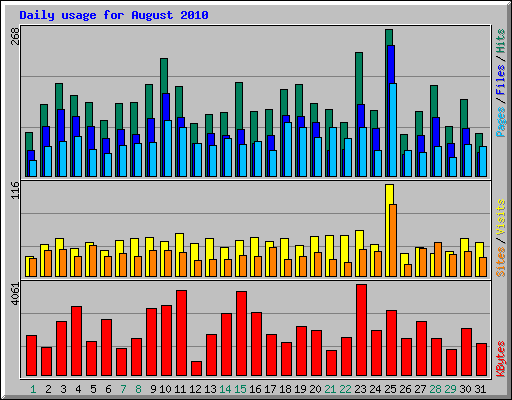 Daily usage for August 2010
268
Pages / Files / Hits
116
Sites / Visits
4061
KBytes
1 2 3 4 5 6 7 8 9 10 11 12 13 14 15 16 17 18 19 20 21 22 23 24 25 26 27 28 29 30 31